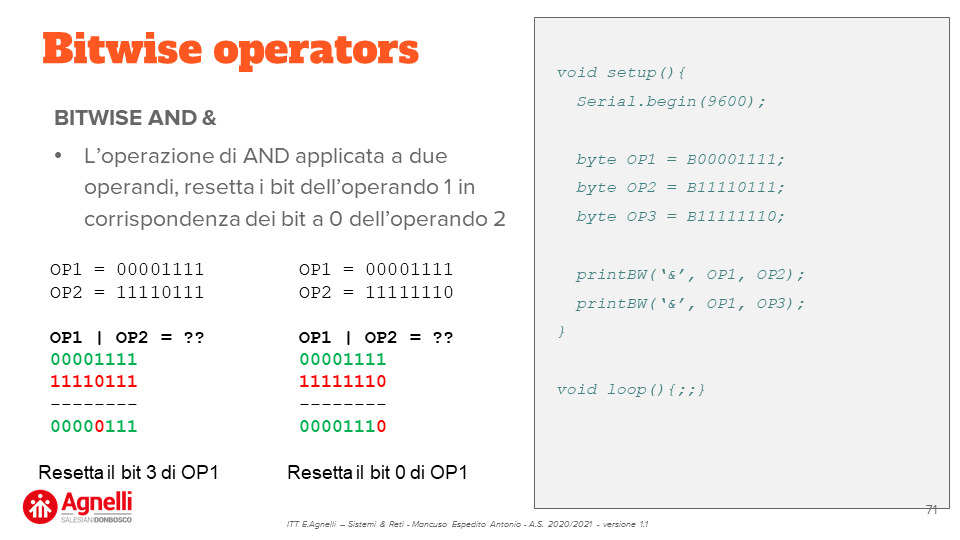 Bitwise operators
BITWISE AND &
• L’operazione di AND applicata a due
operandi, resetta i bit dell’operando 1 in
corrispondenza dei bit a 0 dell’operando 2
OP1 = 00001111
OP2 = 11110111
OP1 | OP2 = ??
00001111
11110111
--------
00000111
Resetta il bit 3 di OP1
OP1 = 00001111
OP2 = 11111110
OP1 | OP2 = ??
00001111
11111110
--------
00001110
Resetta il bit 0 di OP1
void setup(){
Serial.begin(9600);
byte OP1 = B00001111;
byte OP2 = B11110111;
byte OP3 = B11111110;
printBW(‘&’, OP1, OP2);
printBW(‘&’, OP1, OP3);
}
void loop(){;;}
Agnelli
SALESIANI DONBOSCO
ITT E.Agnelli – Sistemi & Reti - Mancuso Espedito Antonio - A.S. 2020/2021 - versione 1.1
71